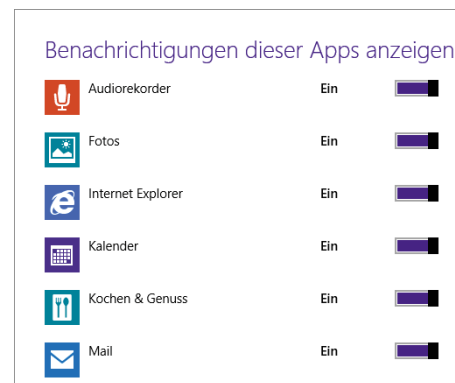 Benachrichtigungen dieser Apps anzeigen
Audiorekorder Ein
Fotos Ein
Internet Explorer Ein
Kalender Ein
Kochen & Genuss Ein
Mail Ein